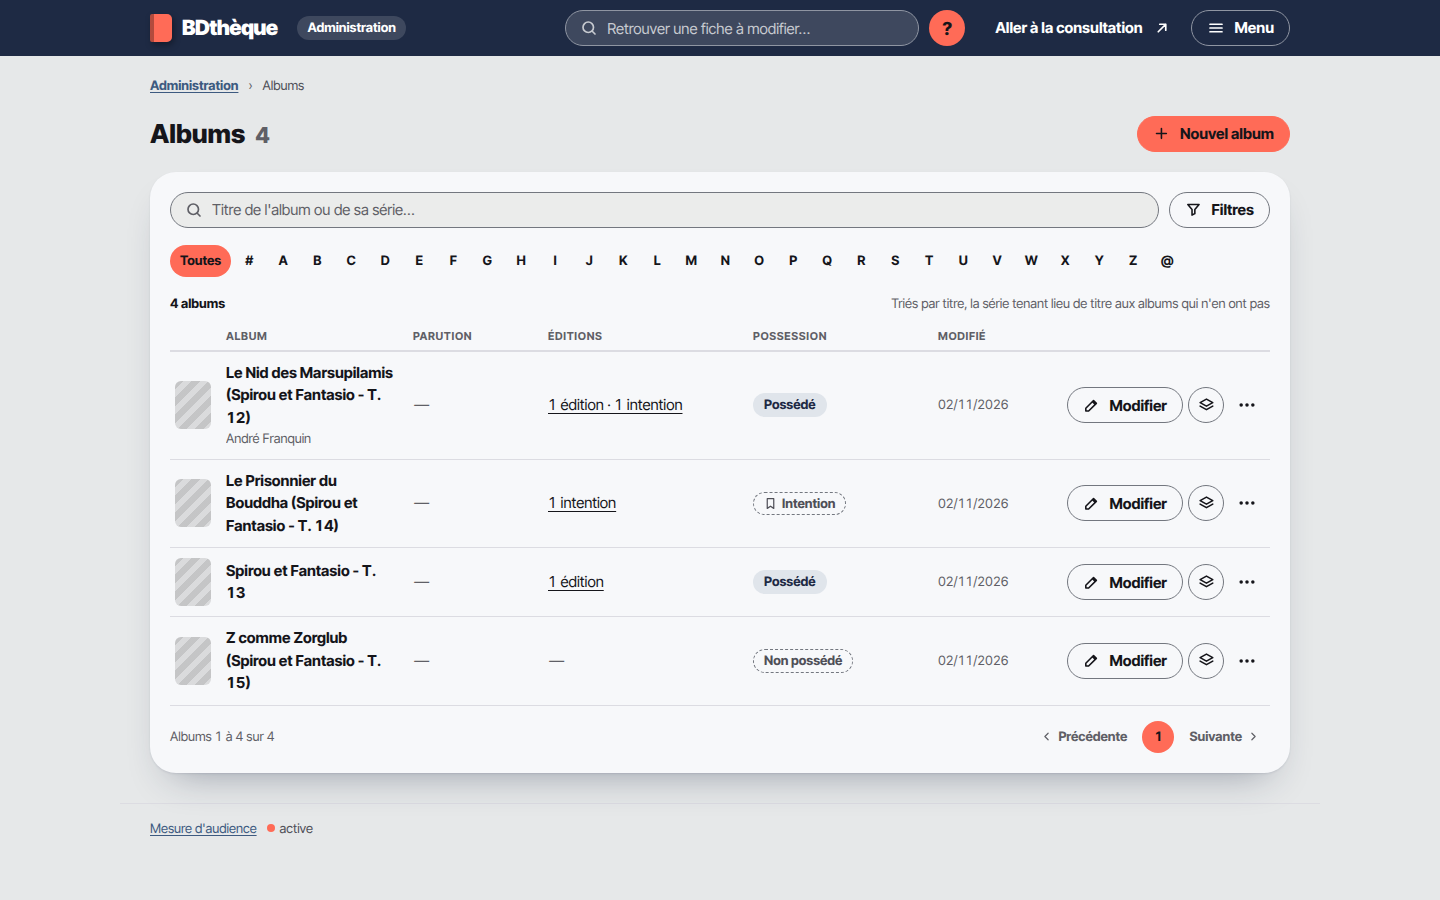 BDthèque Administration Retrouver une fiche à modifier... ? Aller à la consultation Menu
Administration › Albums
Albums 4
Nouvel album
Titre de l'album ou de sa série...
Filtres
Toutes # A B C D E F G H I J K L M N O P Q R S T U V W X Y Z @
4 albums
Triés par titre, la série tenant lieu de titre aux albums qui n'en ont pas
ALBUM PARUTION ÉDITIONS POSSESSION MODIFIÉ
Le Nid des Marsupilamis
(Spirou et Fantasio - T.
12)
André Franquin
— 1 édition · 1 intention Possédé 02/11/2026 Modifier
Le Prisonnier du
Bouddha (Spirou et
Fantasio - T. 14)
— 1 intention Intention 02/11/2026 Modifier
Spirou et Fantasio - T.
13
— 1 édition Possédé 02/11/2026 Modifier
Z comme Zorglub
(Spirou et Fantasio - T.
15)
— — Non possédé 02/11/2026 Modifier
Albums 1 à 4 sur 4
‹ Précédente 1 Suivante ›
Mesure d'audience active